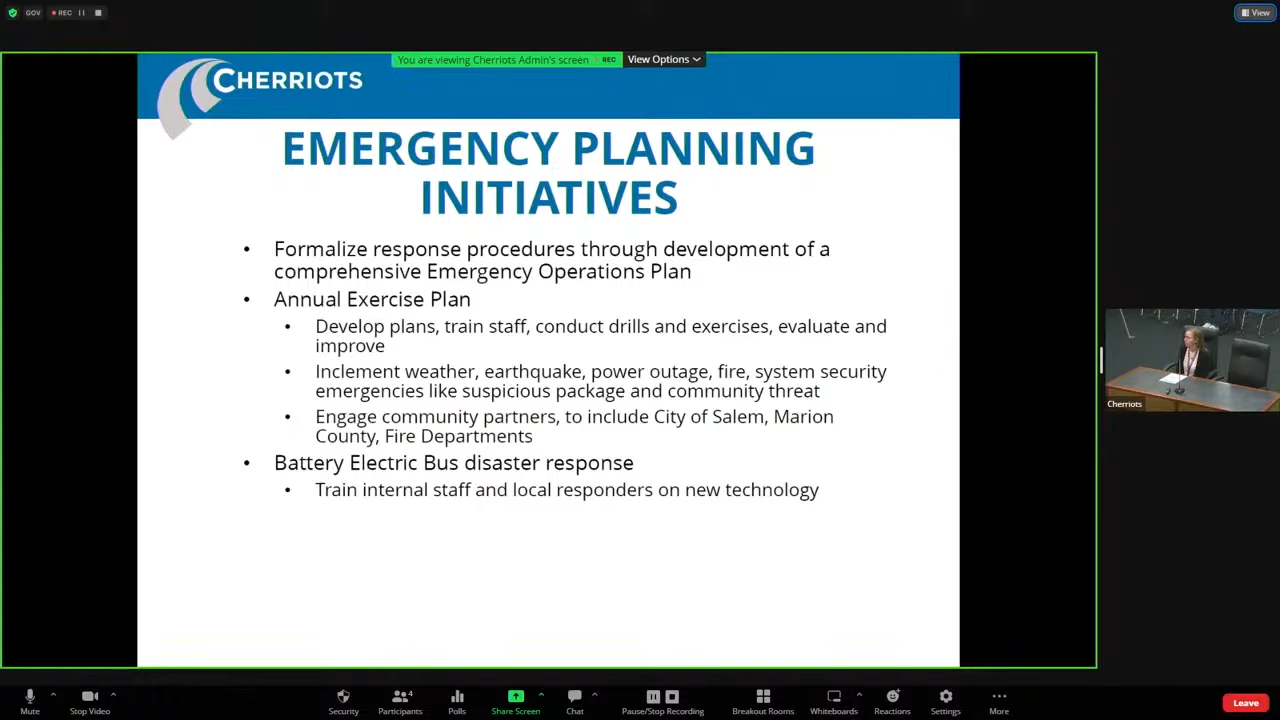 GOV
REC
View
You are viewing Cherriots Admin's screen
REC
View Options
CHERRIOTS
EMERGENCY PLANNING
INITIATIVES
• Formalize response procedures through development of a
comprehensive Emergency Operations Plan
• Annual Exercise Plan
• Develop plans, train staff, conduct drills and exercises, evaluate and
improve
• Inclement weather, earthquake, power outage, fire, system security
emergencies like suspicious package and community threat
• Engage community partners, to include City of Salem, Marion
County, Fire Departments
• Battery Electric Bus disaster response
• Train internal staff and local responders on new technology
Cherriots
Mute
Stop Video
Security
4
Participants
Polls
Share Screen
Chat
Pause/Stop Recording
Breakout Rooms
Whiteboards
Reactions
Settings
More
Leave